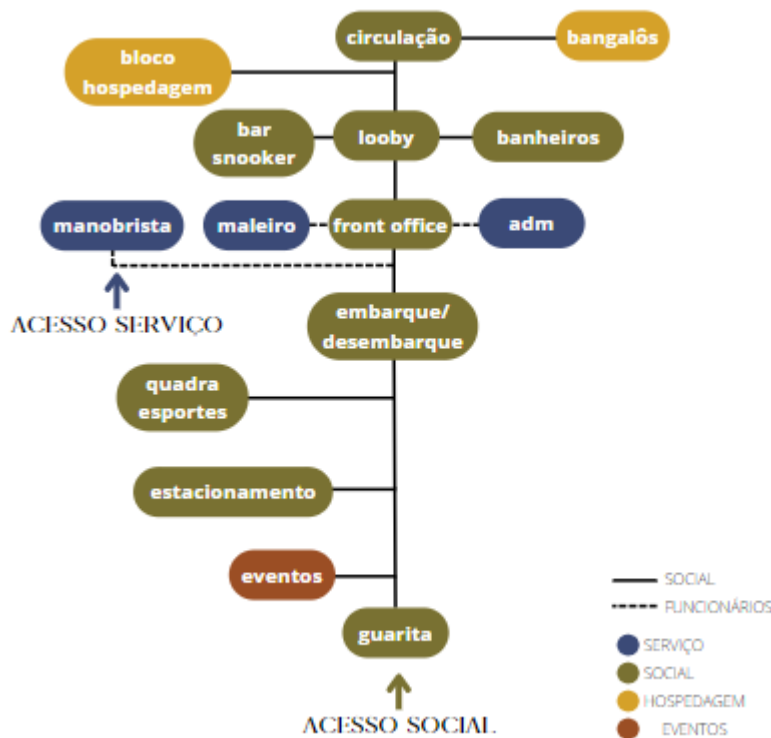 circulação
bangalôs
bloco
hospedagem
bar
snooker
looby
banheiros
manobrista
maleiro
front office
adm
ACESSO SERVIÇO
embarque/
desembarque
quadra
esportes
estacionamento
eventos
guarita
ACESSO SOCIAL
SOCIAL
FUNCIONÁRIOS
SERVIÇO
SOCIAL
HOSPEDAGEM
EVENTOS